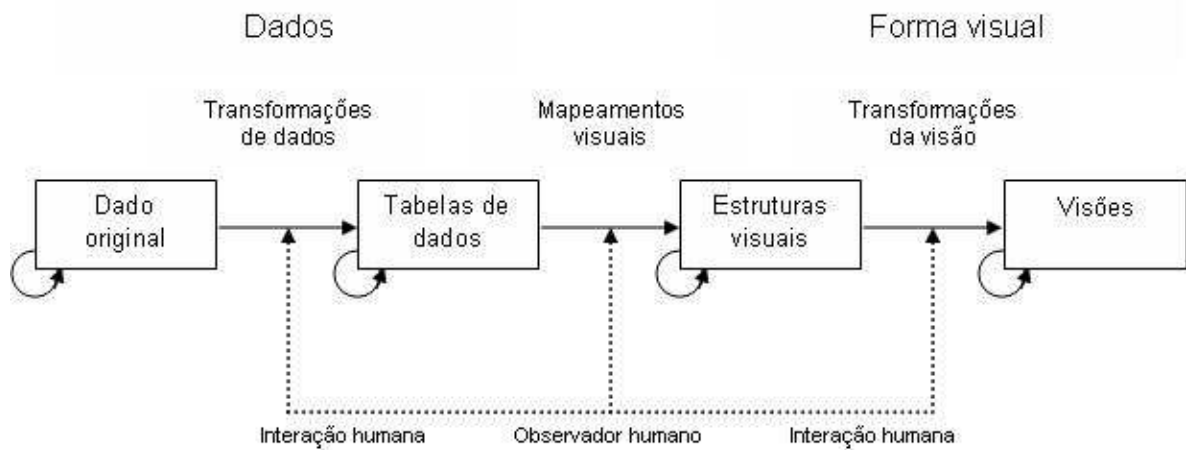 Dados
Forma visual
Transformações
de dados
Mapeamentos
visuais
Transformações
da visão
Dado
original
Tabelas de
dados
Estruturas
visuais
Visões
Interação humana
Observador humano
Interação humana